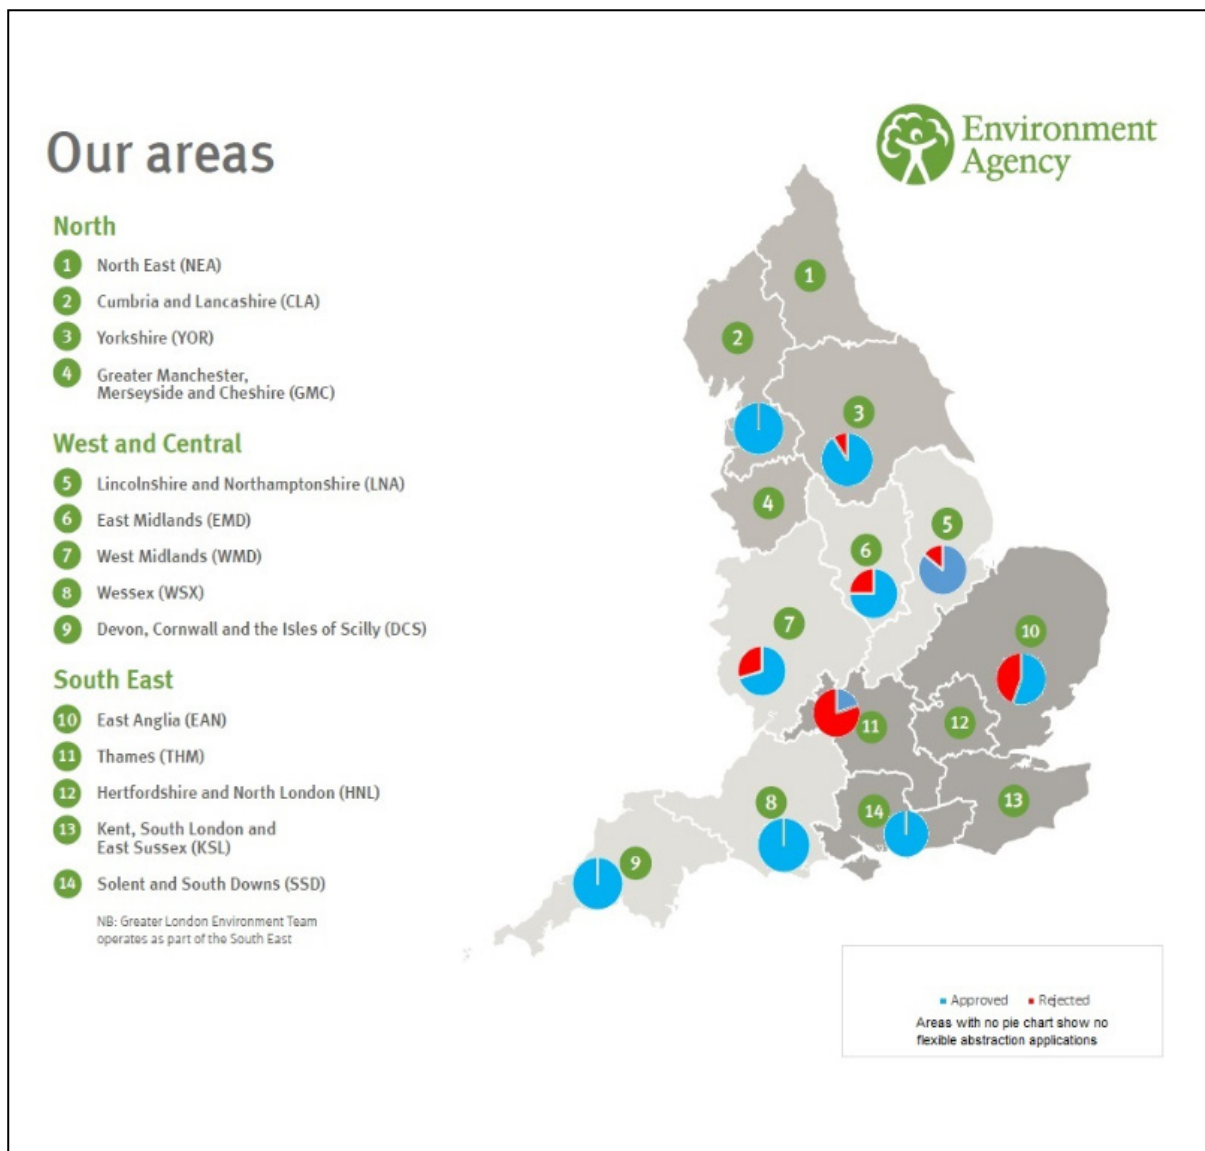 Our areas
Environment
Agency
North
1 North East (NEA)
2 Cumbria and Lancashire (CLA)
3 Yorkshire (YOR)
4 Greater Manchester,
Merseyside and Cheshire (GMC)
West and Central
5 Lincolnshire and Northamptonshire (LNA)
6 East Midlands (EMD)
7 West Midlands (WMD)
8 Wessex (WSX)
9 Devon, Cornwall and the Isles of Scilly (DCS)
South East
10 East Anglia (EAN)
11 Thames (THM)
12 Hertfordshire and North London (HNL)
13 Kent, South London and
East Sussex (KSL)
14 Solent and South Downs (SSD)
NB: Greater London Environment Team
operates as part of the South East
1
2
3
4
5
6
7
10
11
12
8
13
14
9
Approved Rejected
Areas with no pie chart show no
flexible abstraction applications